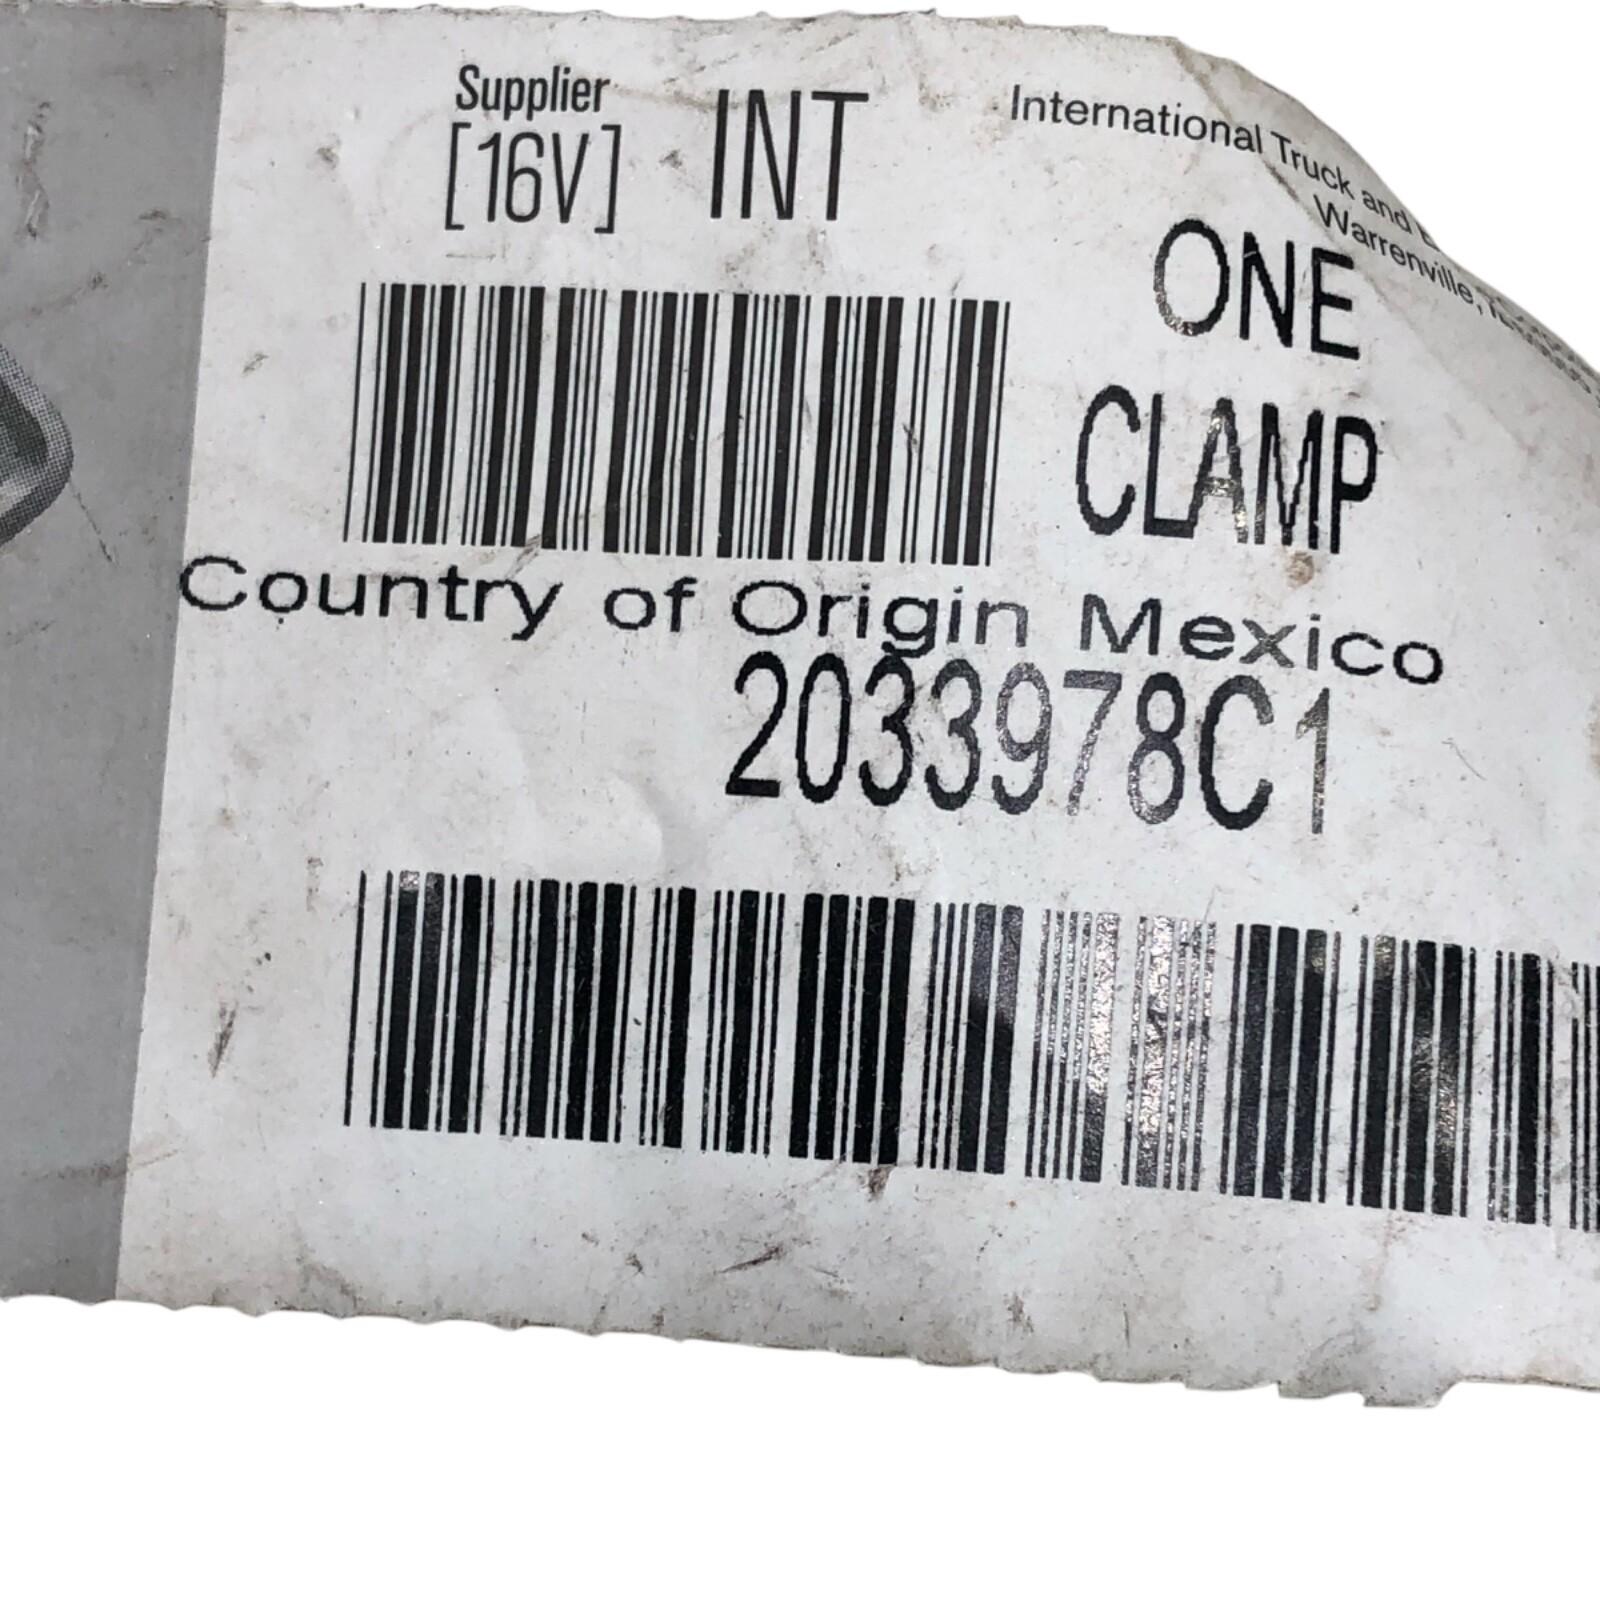 Supplier
[16V] INT
International Truck and
Warrenville,
ONE
CLAMP
Country of Origin Mexico
2033978C1